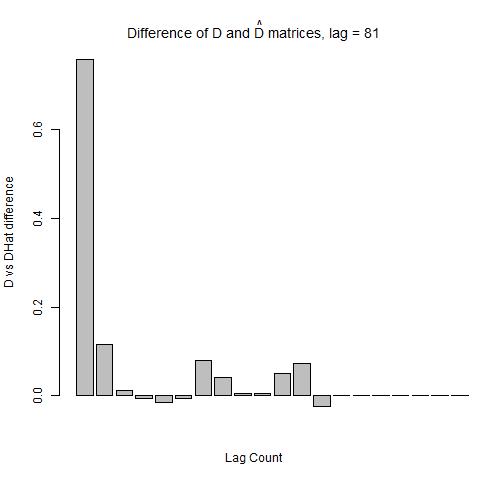 Difference of D and D̂ matrices, lag = 81
D vs DHat difference
0.6
0.4
0.2
0.0
Lag Count